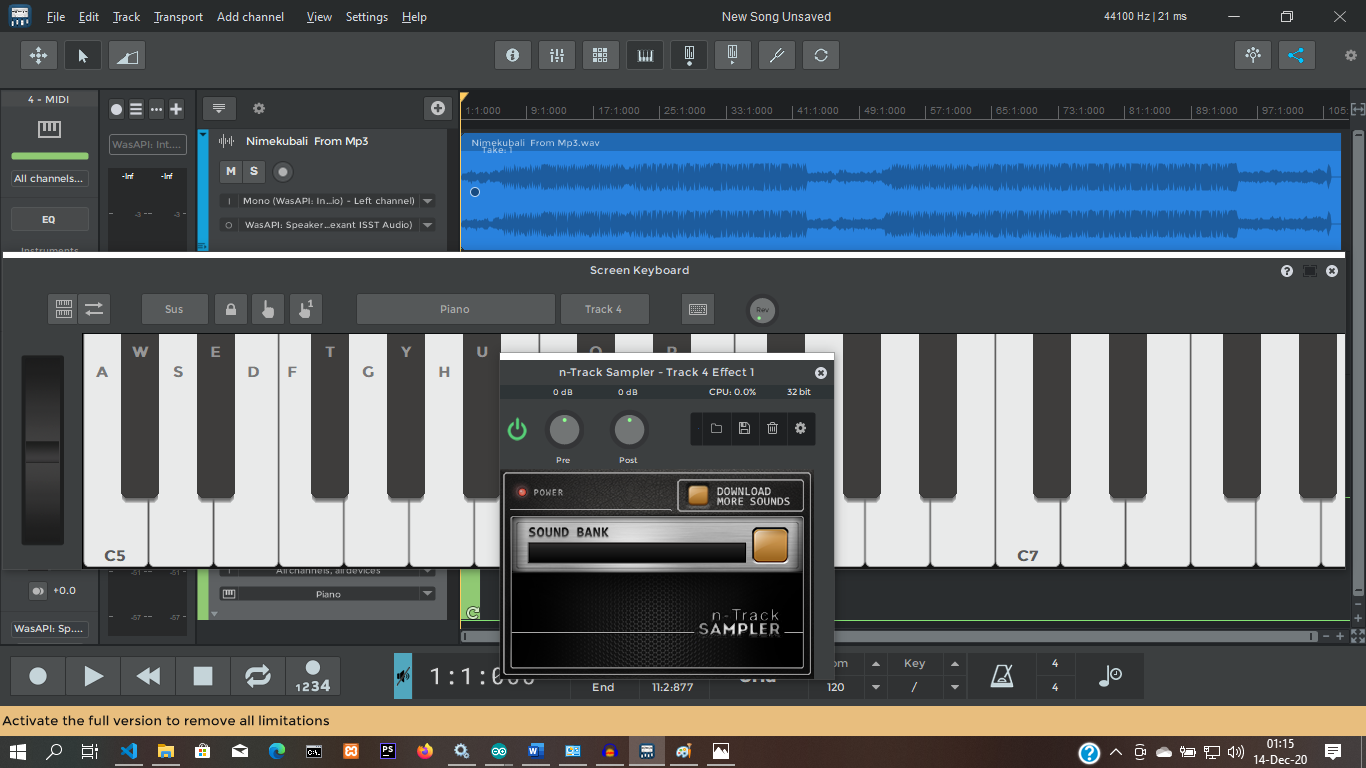 File Edit Track Transport Add channel View Settings Help
New Song Unsaved
44100 Hz | 21 ms
4 - MIDI
WasAPI: Int....
All channels...
-Inf -Inf
-3 -3
EQ
Instruments
Nimekubali From Mp3
M S
I Mono (WasAPI: In...io) - Left channel)
O WasAPI: Speaker...exant ISST Audio)
1:1:000 9:1:000 17:1:000 25:1:000 33:1:000 41:1:000 49:1:000 57:1:000 65:1:000 73:1:000 81:1:000 89:1:000 97:1:000 105:
Nimekubali From Mp3.wav
Take: 1
Screen Keyboard
Sus
1
Piano
Track 4
Rev
W E T Y U
A S D F G H
C5
C7
n-Track Sampler - Track 4 Effect 1
0 dB 0 dB CPU: 0.0% 32 bit
Pre Post
POWER
DOWNLOAD
MORE SOUNDS
SOUND BANK
n-Track
SAMPLER
-51 -51
All channels, all devices
+0.0
Piano
-57 -57
WasAPI: Sp....
1234
1:1:000
End 11:2:877
120
Key
/
4
4
Activate the full version to remove all limitations
01:15
14-Dec-20